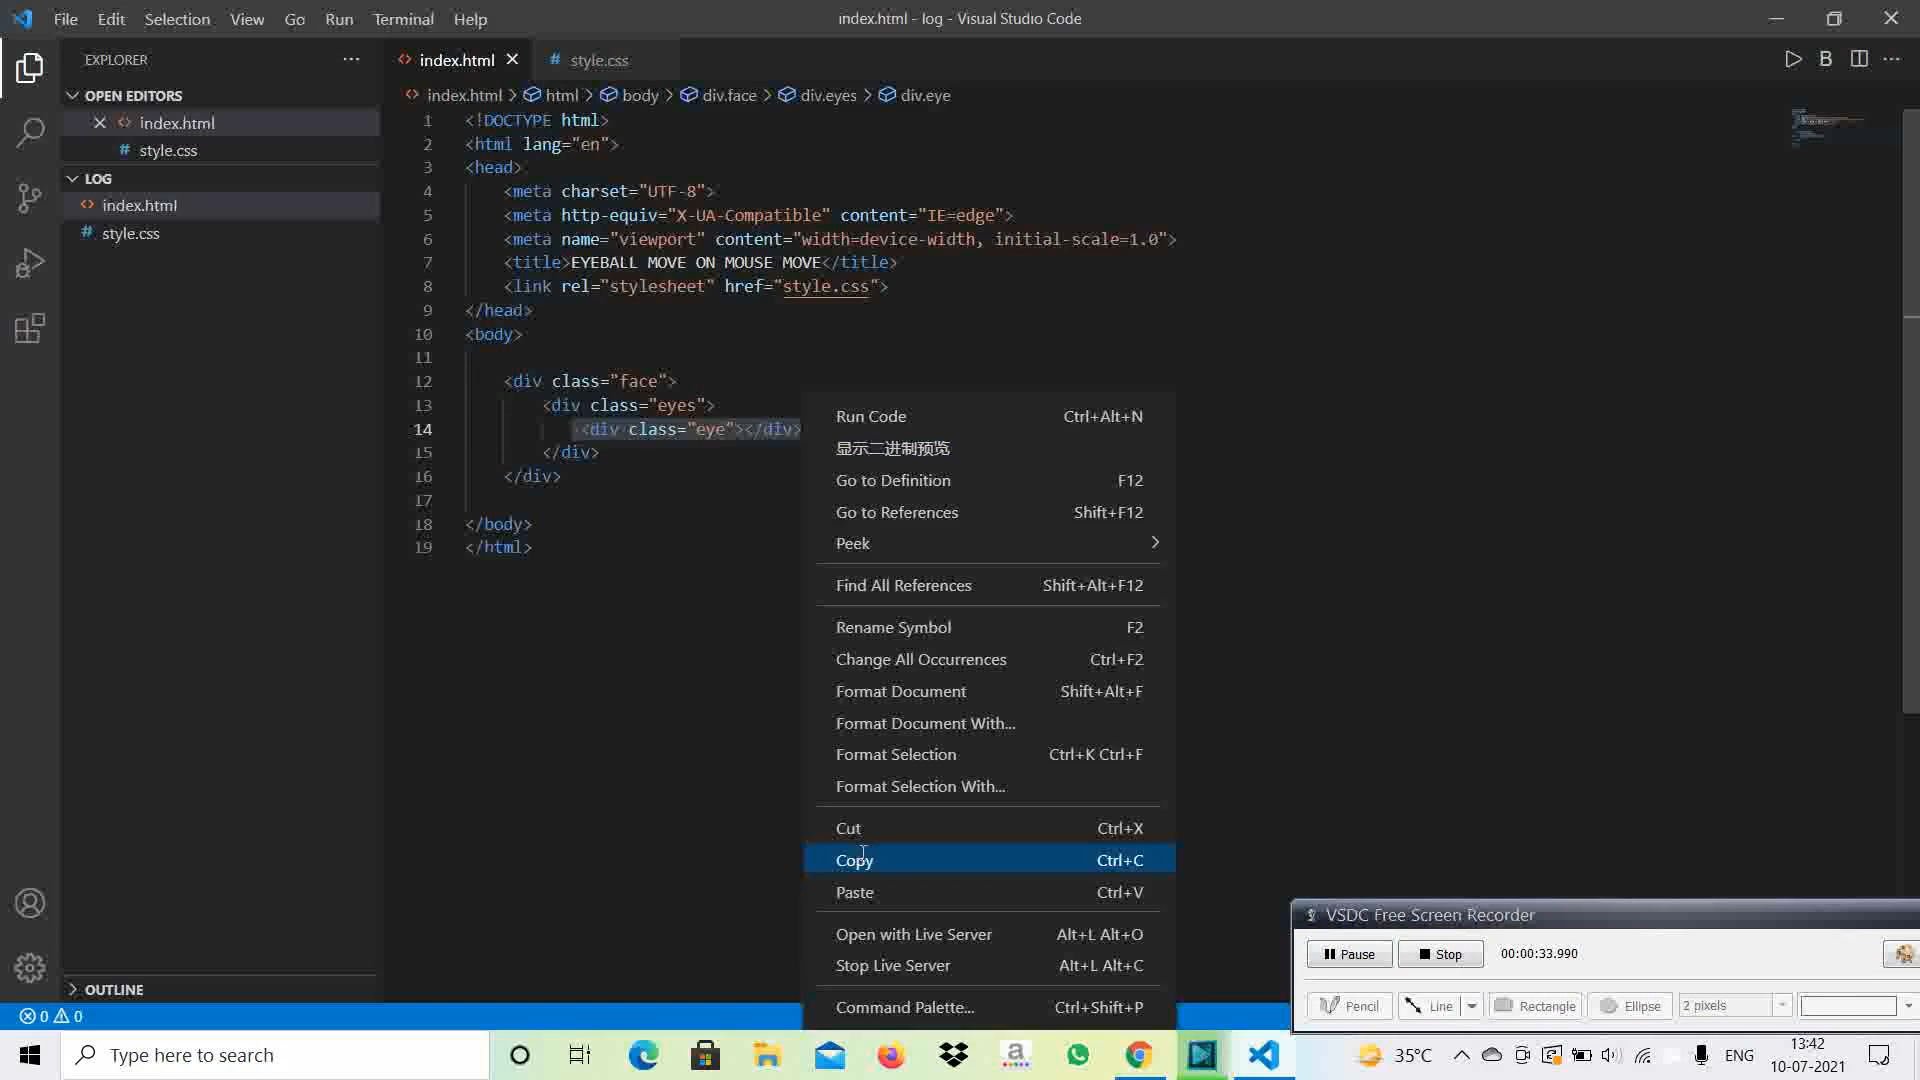 File Edit Selection View Go Run Terminal Help
index.html - log - Visual Studio Code
EXPLORER
OPEN EDITORS
index.html
# style.css
LOG
index.html
# style.css
OUTLINE
index.html
# style.css
B
index.html > html > body > div.face > div.eyes > div.eye
1 <!DOCTYPE html>
2 <html lang="en">
3 <head>
4 <meta charset="UTF-8">
5 <meta http-equiv="X-UA-Compatible" content="IE=edge">
6 <meta name="viewport" content="width=device-width, initial-scale=1.0">
7 <title>EYEBALL MOVE ON MOUSE MOVE</title>
8 <link rel="stylesheet" href="style.css">
9 </head>
10 <body>
11
12 <div class="face">
13 <div class="eyes">
14 <div class="eye"></div>
15 </div>
16 </div>
17
18 </body>
19 </html>
Run Code Ctrl+Alt+N
显示二进制预览
Go to Definition F12
Go to References Shift+F12
Peek
Find All References Shift+Alt+F12
Rename Symbol F2
Change All Occurrences Ctrl+F2
Format Document Shift+Alt+F
Format Document With...
Format Selection Ctrl+K Ctrl+F
Format Selection With...
Cut Ctrl+X
Copy Ctrl+C
Paste Ctrl+V
Open with Live Server Alt+L Alt+O
Stop Live Server Alt+L Alt+C
Command Palette... Ctrl+Shift+P
VSDC Free Screen Recorder
Pause Stop 00:00:33.990
Pencil Line Rectangle Ellipse 2 pixels
0 0
Type here to search
a
35°C
ENG
13:42
10-07-2021